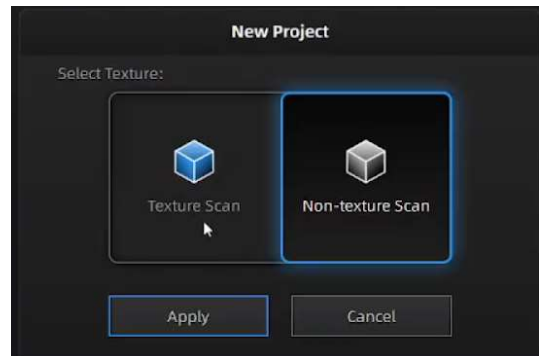 New Project
Select Texture:
Texture Scan
Non-texture Scan
Apply
Cancel